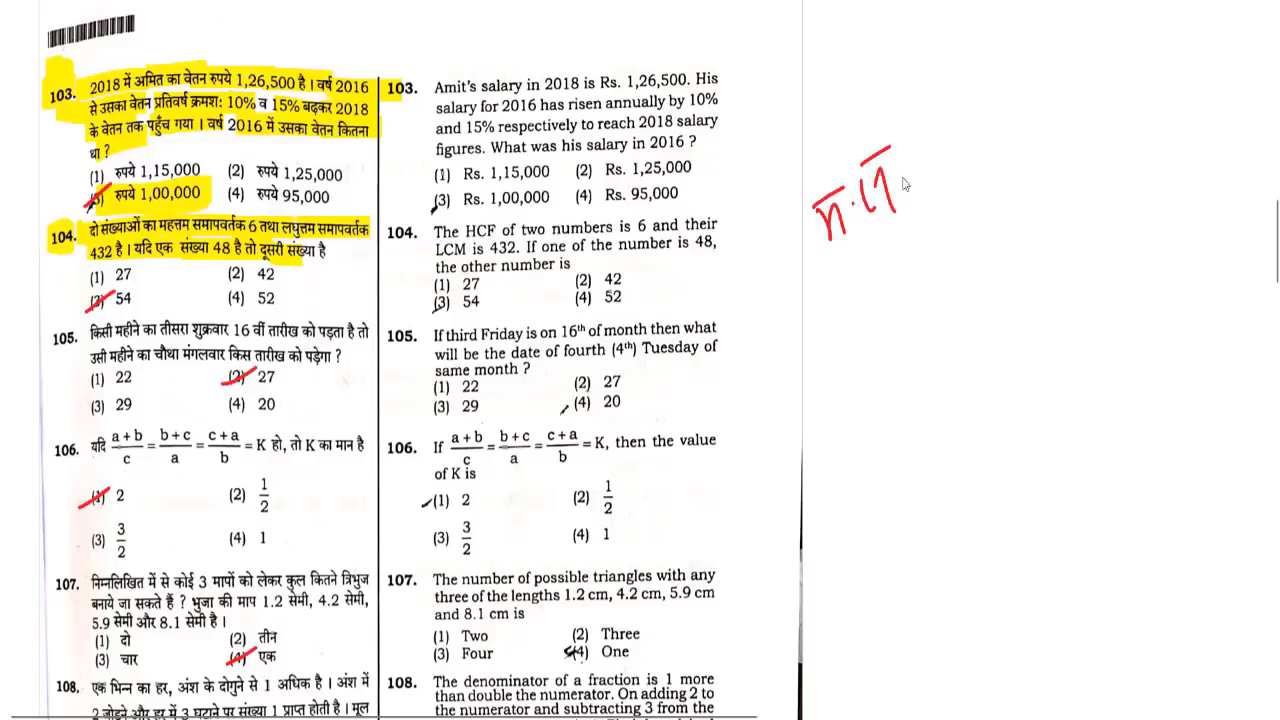 103. 2018 में अमित का वेतन रुपये 1,26,500 है । वर्ष 2016
से उसका वेतन प्रतिवर्ष क्रमशः 10% व 15% बढ़कर 2018
के वेतन तक पहुँच गया । वर्ष 2016 में उसका वेतन कितना
था ?
(1) रुपये 1,15,000 (2) रुपये 1,25,000
(3) रुपये 1,00,000 (4) रुपये 95,000
104. दो संख्याओं का महत्तम समापवर्तक 6 तथा लघुत्तम समापवर्तक
432 है । यदि एक संख्या 48 है तो दूसरी संख्या है
(1) 27 (2) 42
(3) 54 (4) 52
105. किसी महीने का तीसरा शुक्रवार 16 वीं तारीख को पड़ता है तो
उसी महीने का चौथा मंगलवार किस तारीख को पड़ेगा ?
(1) 22 (2) 27
(3) 29 (4) 20
106. यदि a + b / c = b + c / a = c + a / b = K हो, तो K का मान है
(1) 2 (2) 1/2
(3) 3/2 (4) 1
107. निम्नलिखित में से कोई 3 मापों को लेकर कुल कितने त्रिभुज
बनाये जा सकते हैं ? भुजा की माप 1.2 सेमी, 4.2 सेमी,
5.9 सेमी और 8.1 सेमी है ।
(1) दो (2) तीन
(3) चार (4) एक
108. एक भिन्न का हर, अंश के दोगुने से 1 अधिक है । अंश में
2 जोड़ने और हर में 3 घटाने पर संख्या 1 प्राप्त होती है । मूल
103. Amit's salary in 2018 is Rs. 1,26,500. His
salary for 2016 has risen annually by 10%
and 15% respectively to reach 2018 salary
figures. What was his salary in 2016 ?
(1) Rs. 1,15,000 (2) Rs. 1,25,000
(3) Rs. 1,00,000 (4) Rs. 95,000
104. The HCF of two numbers is 6 and their
LCM is 432. If one of the number is 48,
the other number is
(1) 27 (2) 42
(3) 54 (4) 52
105. If third Friday is on 16th of month then what
will be the date of fourth (4th) Tuesday of
same month ?
(1) 22 (2) 27
(3) 29 (4) 20
106. If a + b / c = b + c / a = c + a / b = K, then the value
of K is
(1) 2 (2) 1/2
(3) 3/2 (4) 1
107. The number of possible triangles with any
three of the lengths 1.2 cm, 4.2 cm, 5.9 cm
and 8.1 cm is
(1) Two (2) Three
(3) Four (4) One
108. The denominator of a fraction is 1 more
than double the numerator. On adding 2 to
the numerator and subtracting 3 from the